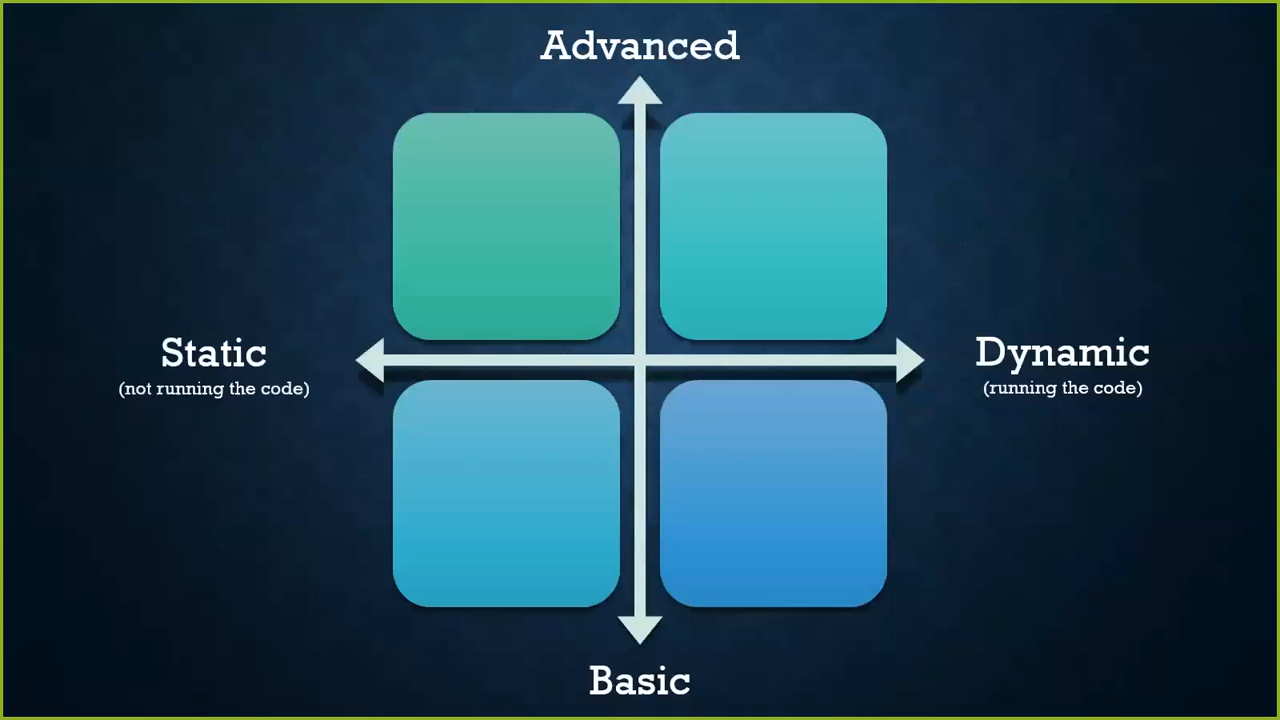 Advanced
Static
(not running the code)
Dynamic
(running the code)
Basic